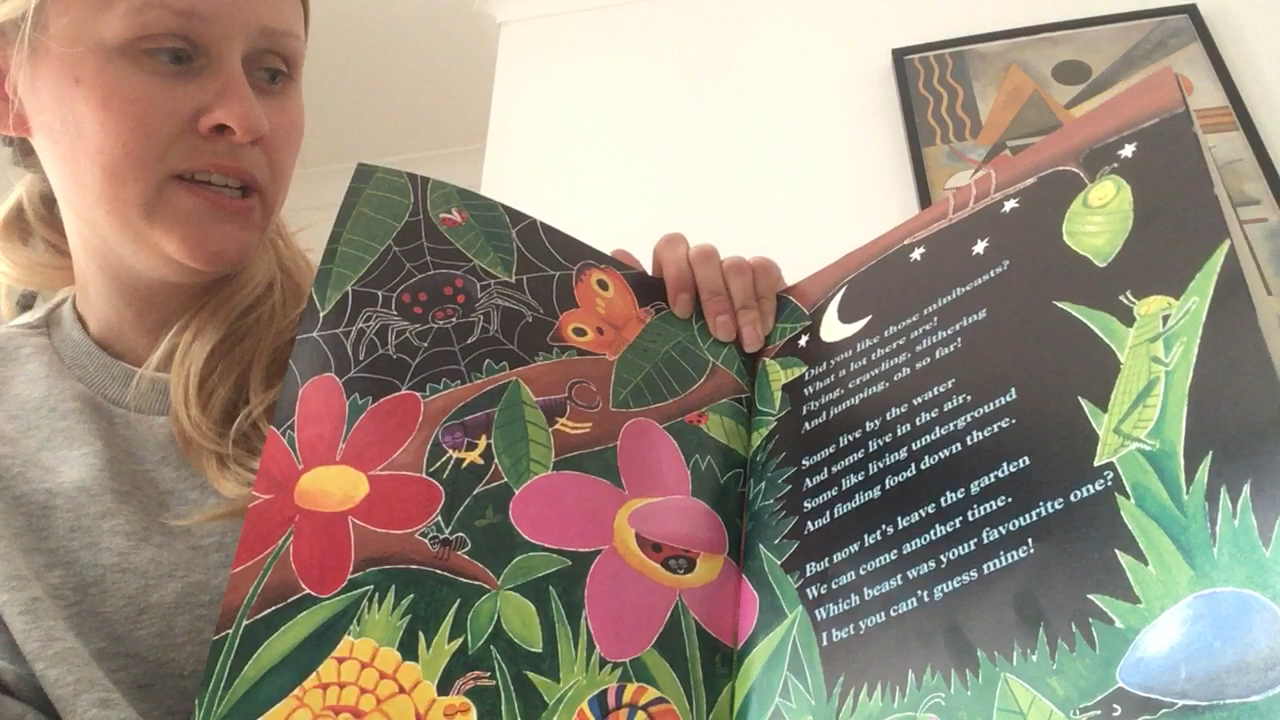 Did you like those minibeasts?
What a lot there are!
Flying, crawling, slithering
And jumping, oh so far!
Some live by the water
And some live in the air,
Some like living underground
And finding food down there.
But now let's leave the garden
We can come another time.
Which beast was your favourite one?
I bet you can't guess mine!